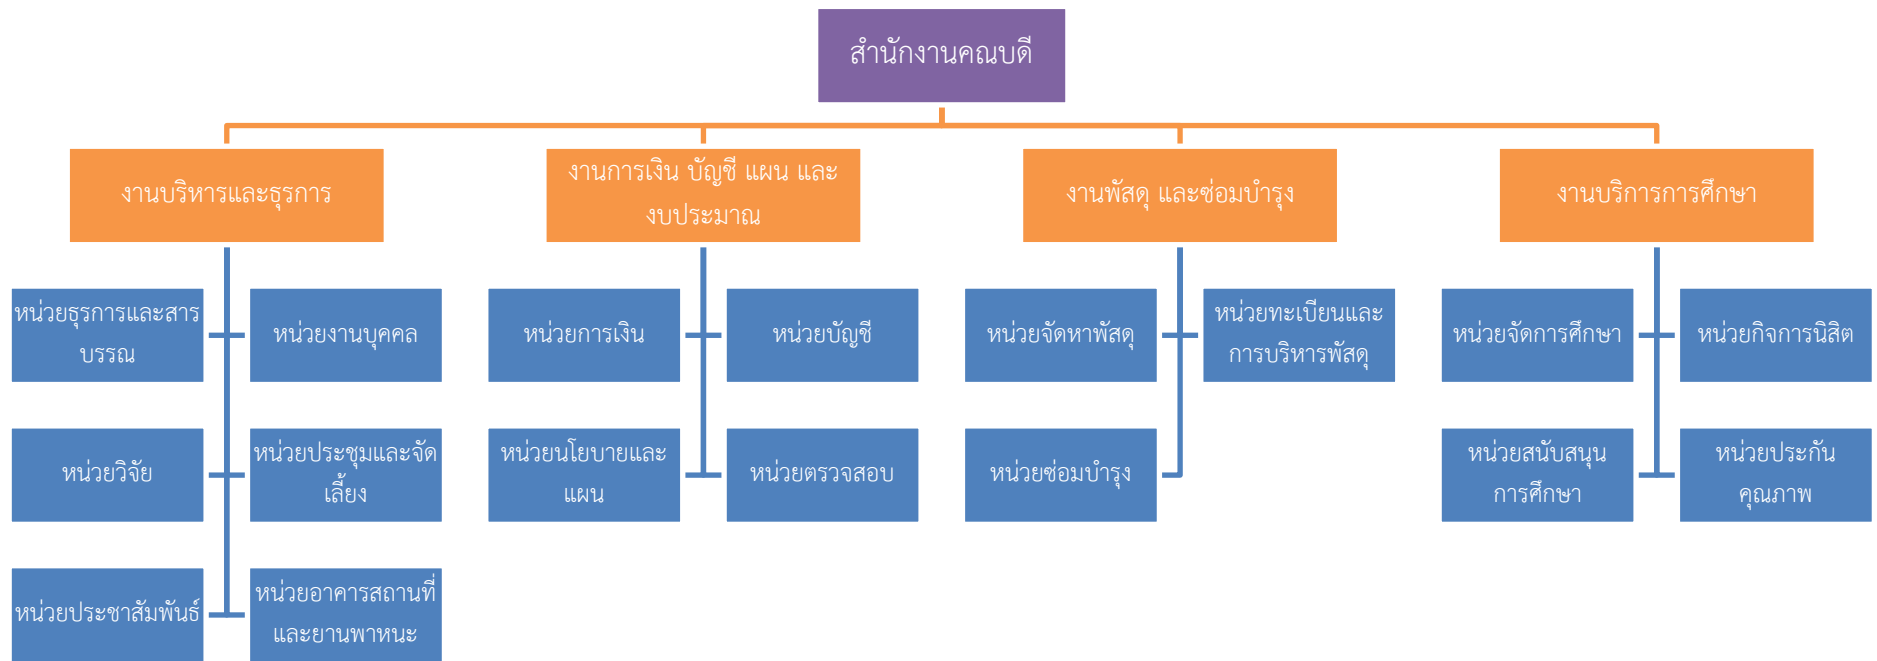 สำนักงานคณบดี
งานบริหารและธุรการ
งานการเงิน บัญชี แผน และ
งบประมาณ
งานพัสดุ และซ่อมบำรุง
งานบริการการศึกษา
หน่วยธุรการและสาร
บรรณ
หน่วยงานบุคคล
หน่วยการเงิน
หน่วยบัญชี
หน่วยจัดหาพัสดุ
หน่วยทะเบียนและ
การบริหารพัสดุ
หน่วยจัดการศึกษา
หน่วยกิจการนิสิต
หน่วยวิจัย
หน่วยประชุมและจัด
เลี้ยง
หน่วยนโยบายและ
แผน
หน่วยตรวจสอบ
หน่วยซ่อมบำรุง
หน่วยสนับสนุน
การศึกษา
หน่วยประกัน
คุณภาพ
หน่วยประชาสัมพันธ์
หน่วยอาคารสถานที่
และยานพาหนะ